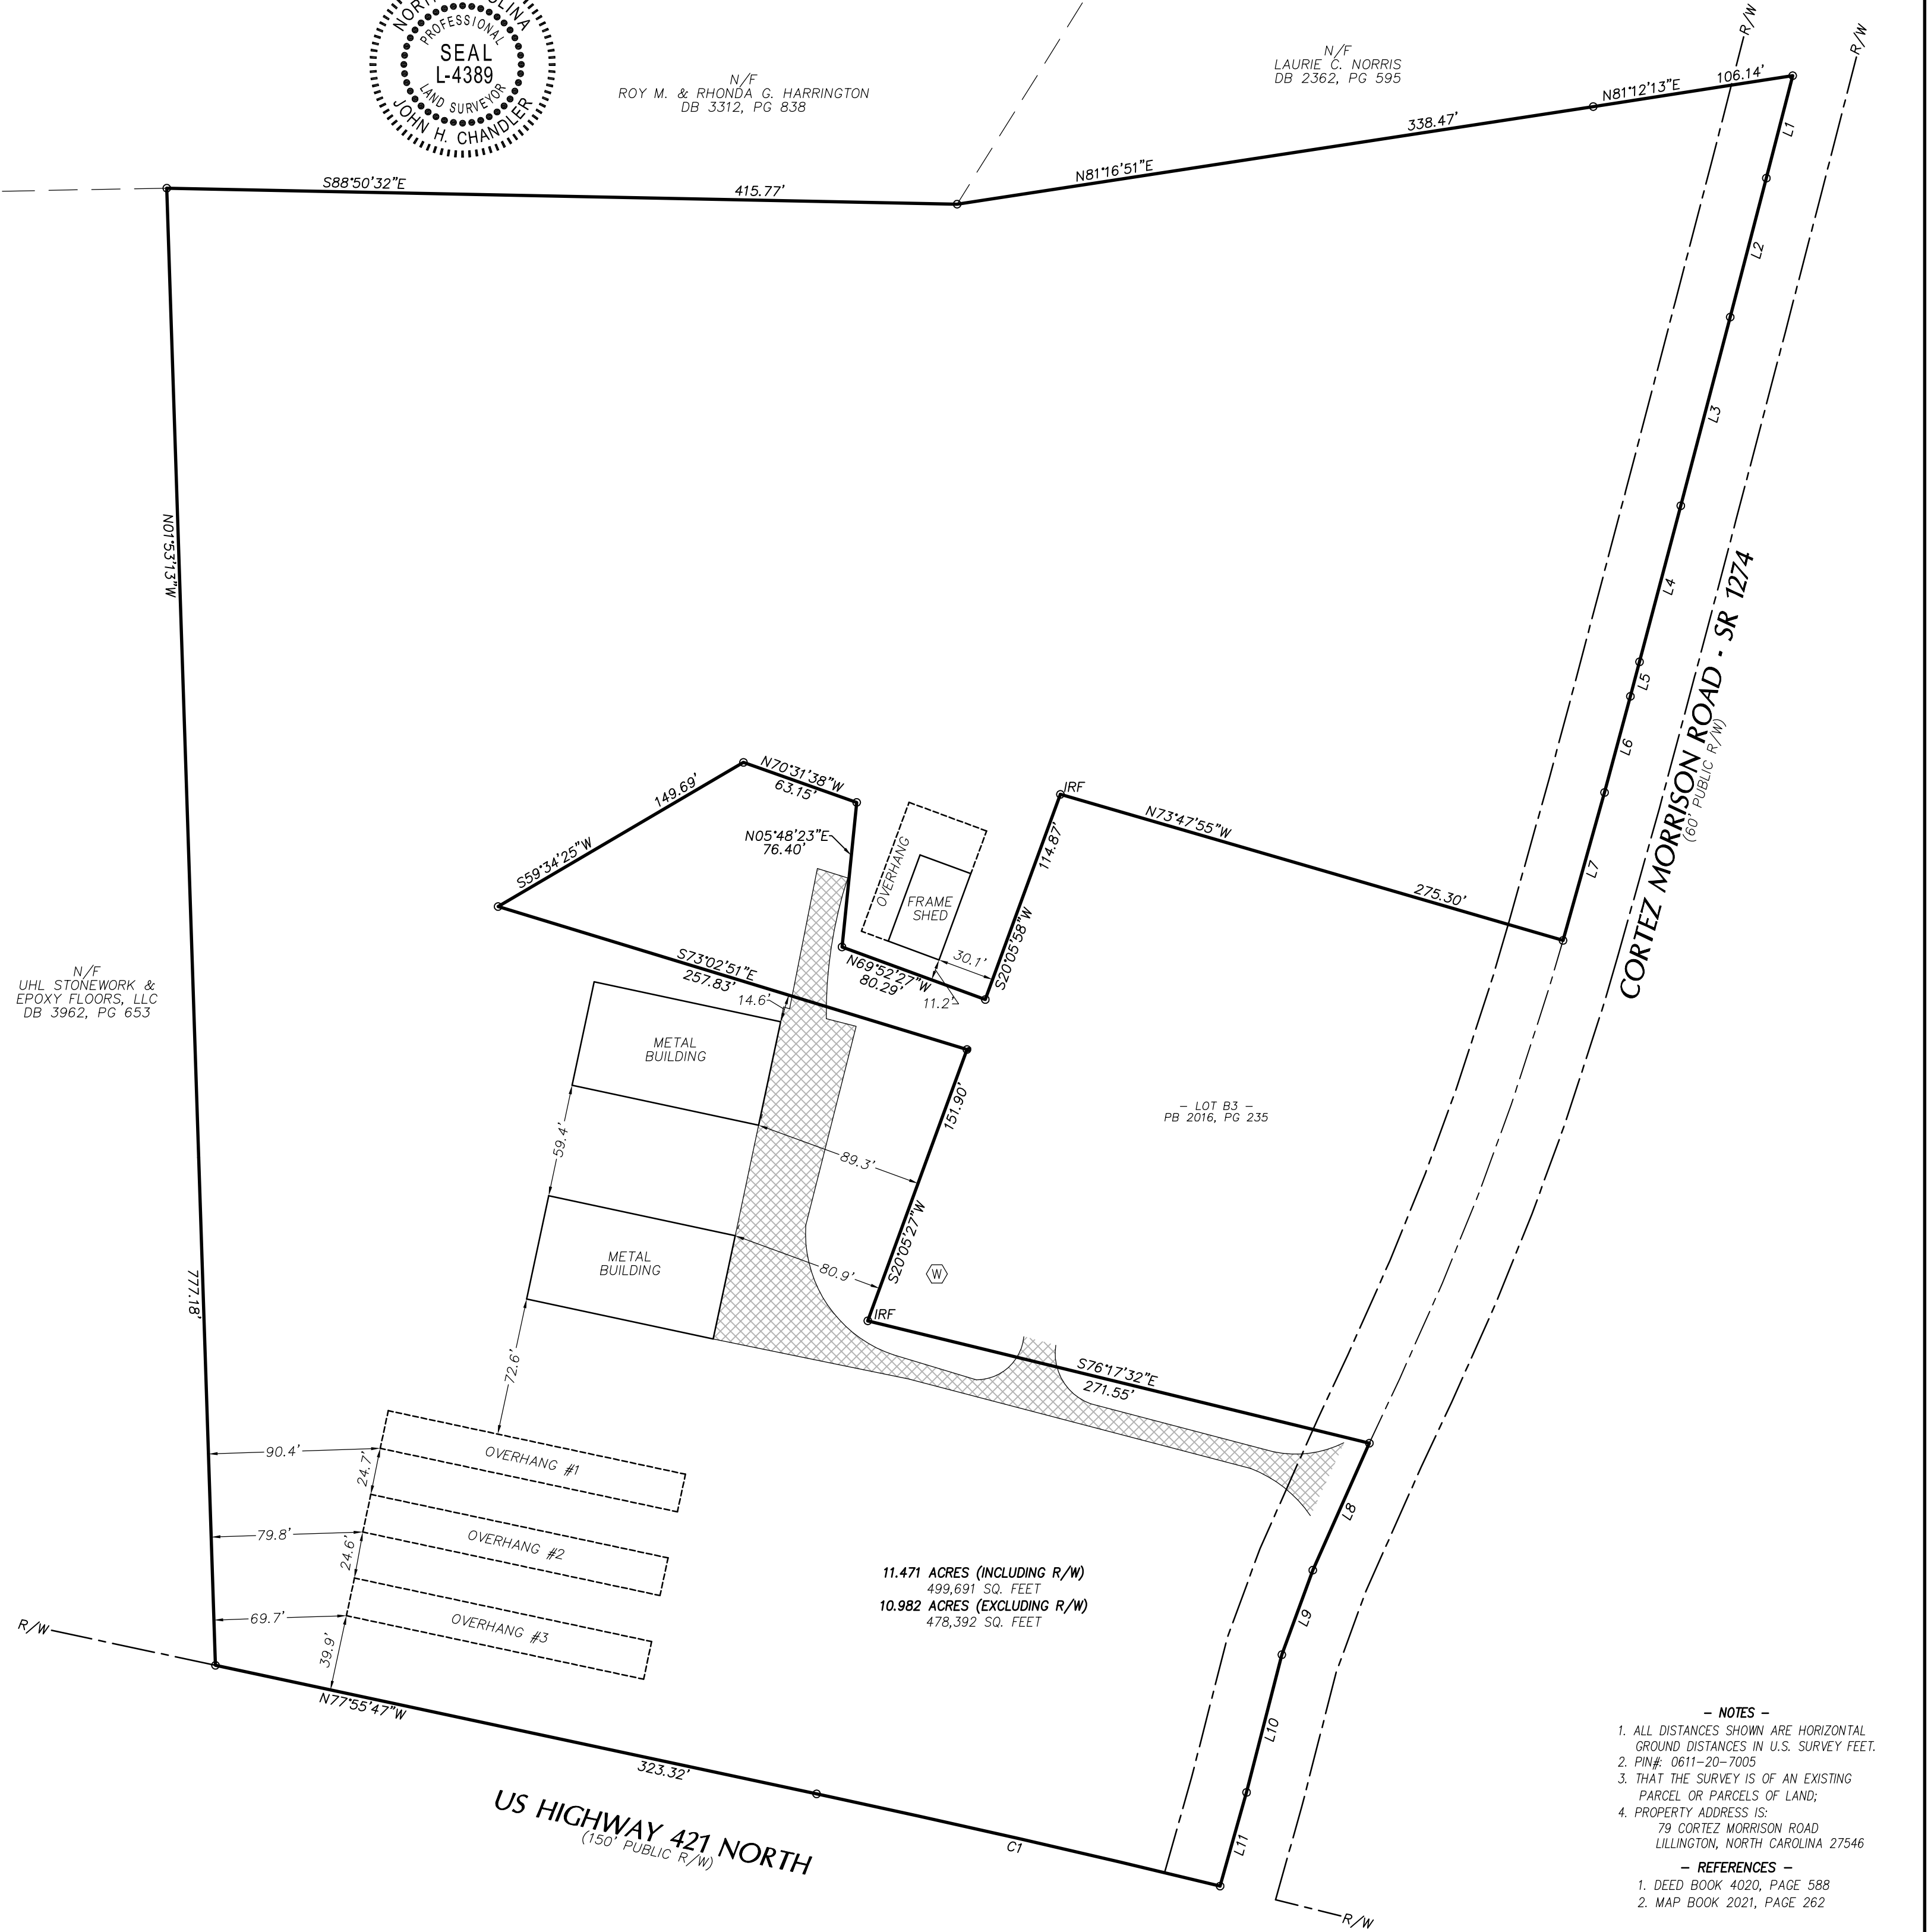 NORTH CAROLINA
PROFESSIONAL
SEAL
L-4389
LAND SURVEYOR
JOHN H. CHANDLER
N/F
ROY M. & RHONDA G. HARRINGTON
DB 3312, PG 838
N/F
LAURIE C. NORRIS
DB 2362, PG 595
R/W
R/W
N81°12'13"E
106.14'
338.47'
N81°16'51"E
S88°50'32"E
415.77'
L1
L2
L3
L4
L5
L6
L7
N01°53'13"W
777.18'
CORTEZ MORRISON ROAD - SR 1274
(60' PUBLIC R/W)
149.69'
S59°34'25"W
N70°31'38"W
63.15'
N05°48'23"E
76.40'
OVERHANG
FRAME
SHED
30.1'
11.2'
N69°52'27"W
80.29'
IRF
114.87'
S20°05'58"W
N73°47'55"W
275.30'
S73°02'51"E
257.83'
14.6'
N/F
UHL STONEWORK &
EPOXY FLOORS, LLC
DB 3962, PG 653
METAL
BUILDING
59.4'
89.3'
151.90'
S20°05'27"W
- LOT B3 -
PB 2016, PG 235
METAL
BUILDING
80.9'
W
IRF
72.6'
S76°17'32"E
271.55'
90.4'
24.7'
OVERHANG #1
79.8'
24.6'
OVERHANG #2
69.7'
39.9'
OVERHANG #3
L8
L9
L10
L11
11.471 ACRES (INCLUDING R/W)
499,691 SQ. FEET
10.982 ACRES (EXCLUDING R/W)
478,392 SQ. FEET
R/W
N77°55'47"W
323.32'
C1
US HIGHWAY 421 NORTH
(150' PUBLIC R/W)
R/W
- NOTES -
1. ALL DISTANCES SHOWN ARE HORIZONTAL
GROUND DISTANCES IN U.S. SURVEY FEET.
2. PIN#: 0611-20-7005
3. THAT THE SURVEY IS OF AN EXISTING
PARCEL OR PARCELS OF LAND;
4. PROPERTY ADDRESS IS:
79 CORTEZ MORRISON ROAD
LILLINGTON, NORTH CAROLINA 27546
- REFERENCES -
1. DEED BOOK 4020, PAGE 588
2. MAP BOOK 2021, PAGE 262